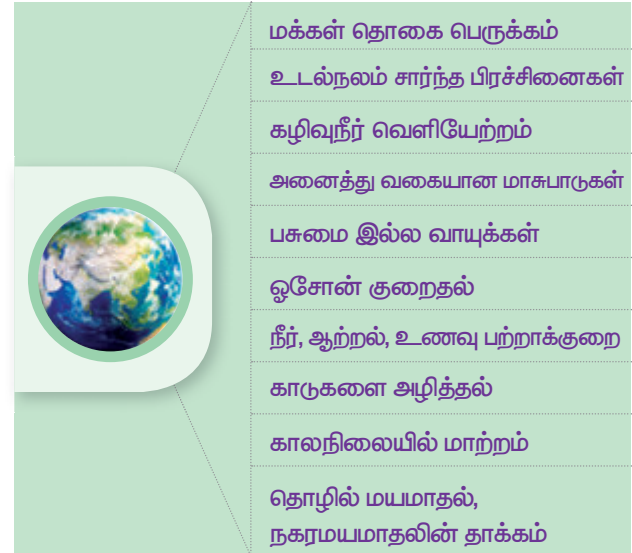 மக்கள் தொகை பெருக்கம்
உடல்நலம் சார்ந்த பிரச்சினைகள்
கழிவுநீர் வெளியேற்றம்
அனைத்து வகையான மாசுபாடுகள்
பசுமை இல்ல வாயுக்கள்
ஓசோன் குறைதல்
நீர், ஆற்றல், உணவு பற்றாக்குறை
காடுகளை அழித்தல்
காலநிலையில் மாற்றம்
தொழில் மயமாதல்,
நகரமயமாதலின் தாக்கம்